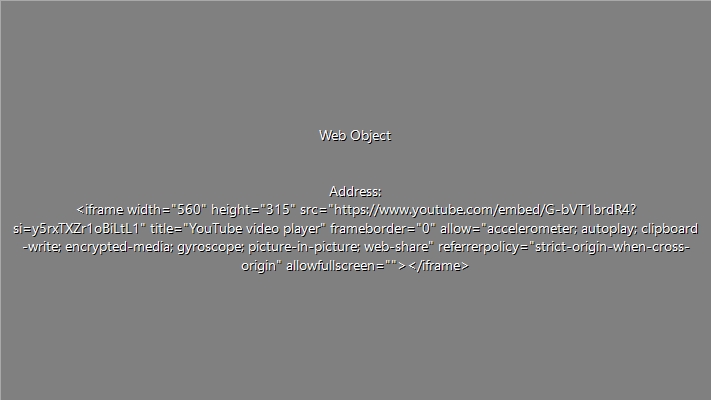 Web Object
Address:
<iframe width="560" height="315" src="https://www.youtube.com/embed/G-bVT1brdR4?
si=y5rxTXZr1oBiLtL1" title="YouTube video player" frameborder="0" allow="accelerometer; autoplay; clipboard
-write; encrypted-media; gyroscope; picture-in-picture; web-share" referrerpolicy="strict-origin-when-cross-
origin" allowfullscreen=""></iframe>